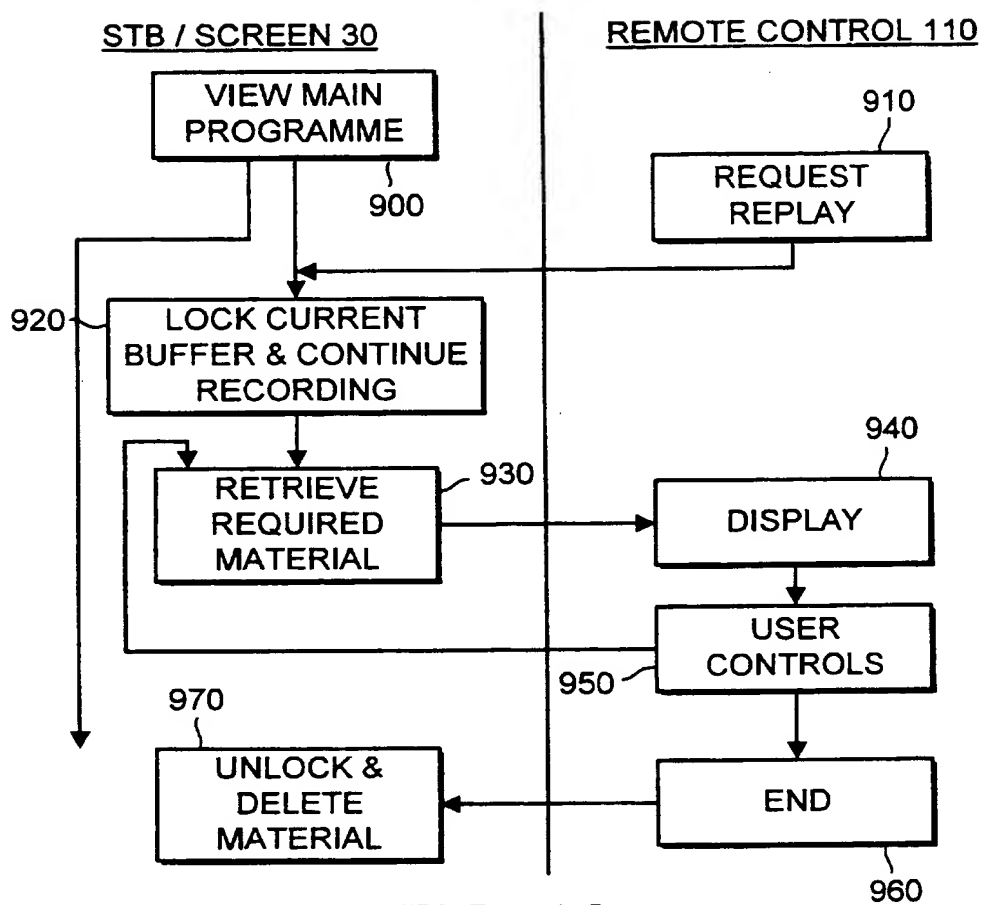 STB / SCREEN 30
REMOTE CONTROL 110
VIEW MAIN
PROGRAMME
900
910
REQUEST
REPLAY
920
LOCK CURRENT
BUFFER & CONTINUE
RECORDING
930
RETRIEVE
REQUIRED
MATERIAL
940
DISPLAY
USER
CONTROLS
950
970
UNLOCK &
DELETE
MATERIAL
END
960